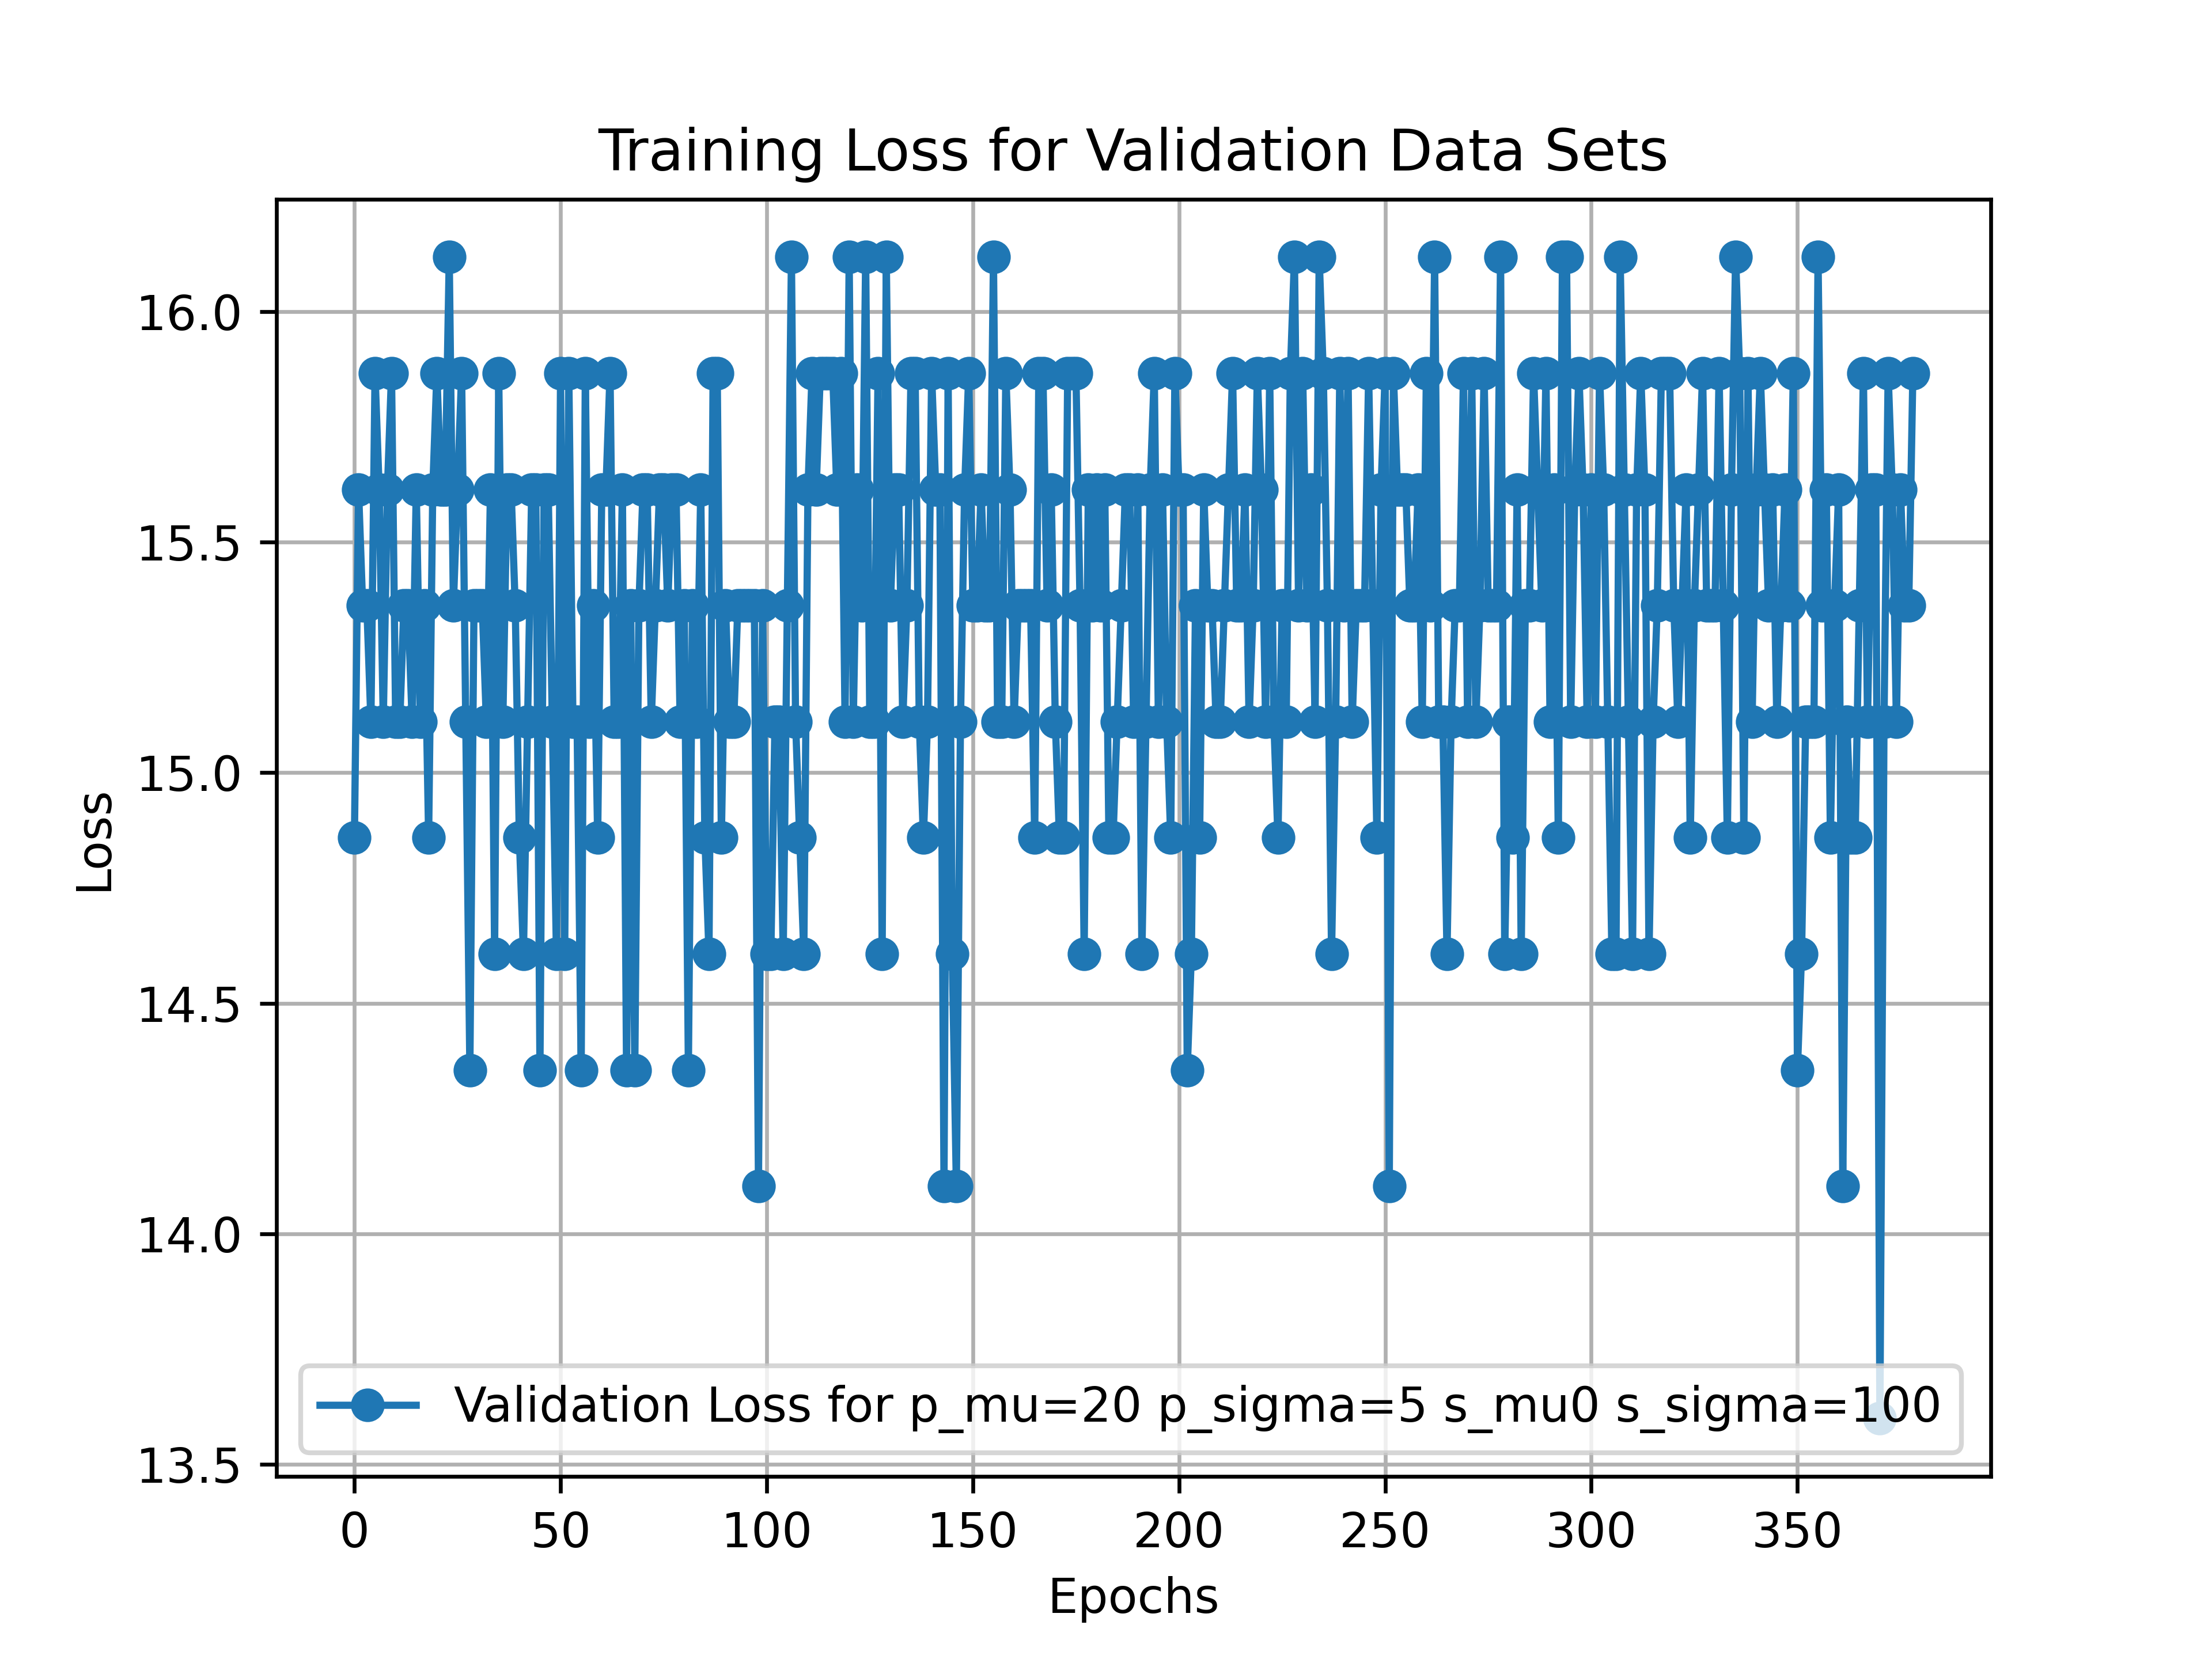 Training Loss for Validation Data Sets
Loss
16.0
15.5
15.0
14.5
14.0
13.5
Validation Loss for p_mu=20 p_sigma=5 s_mu0 s_sigma=100
0 50 100 150 200 250 300 350
Epochs